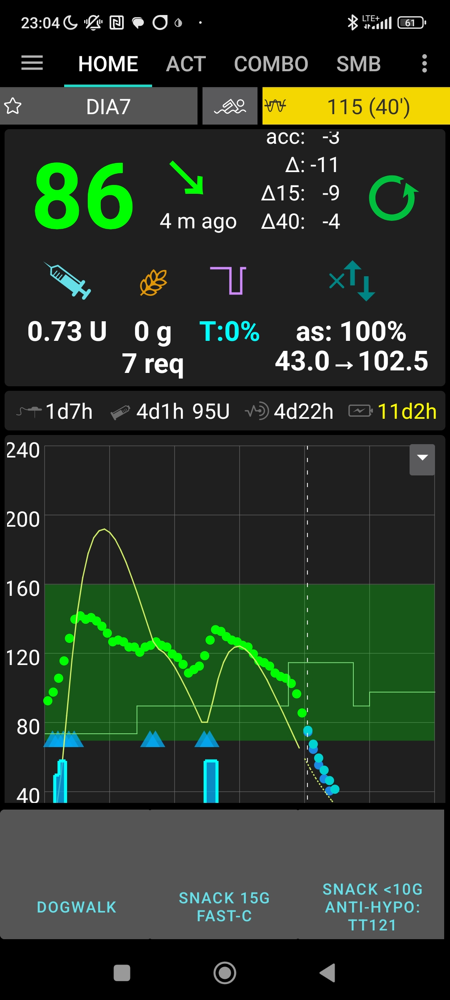 23:04 LTE+ 61
HOME ACT COMBO SMB
DIA7 115 (40')
acc: -3
86 Δ: -11
Δ15: -9
4 m ago Δ40: -4
0.73 U 0 g T:0% as: 100%
7 req 43.0→102.5
1d7h 4d1h 95U 4d22h 11d2h
240
200
160
120
80
40
DOGWALK
SNACK 15G
FAST-C
SNACK <10G
ANTI-HYPO:
TT121